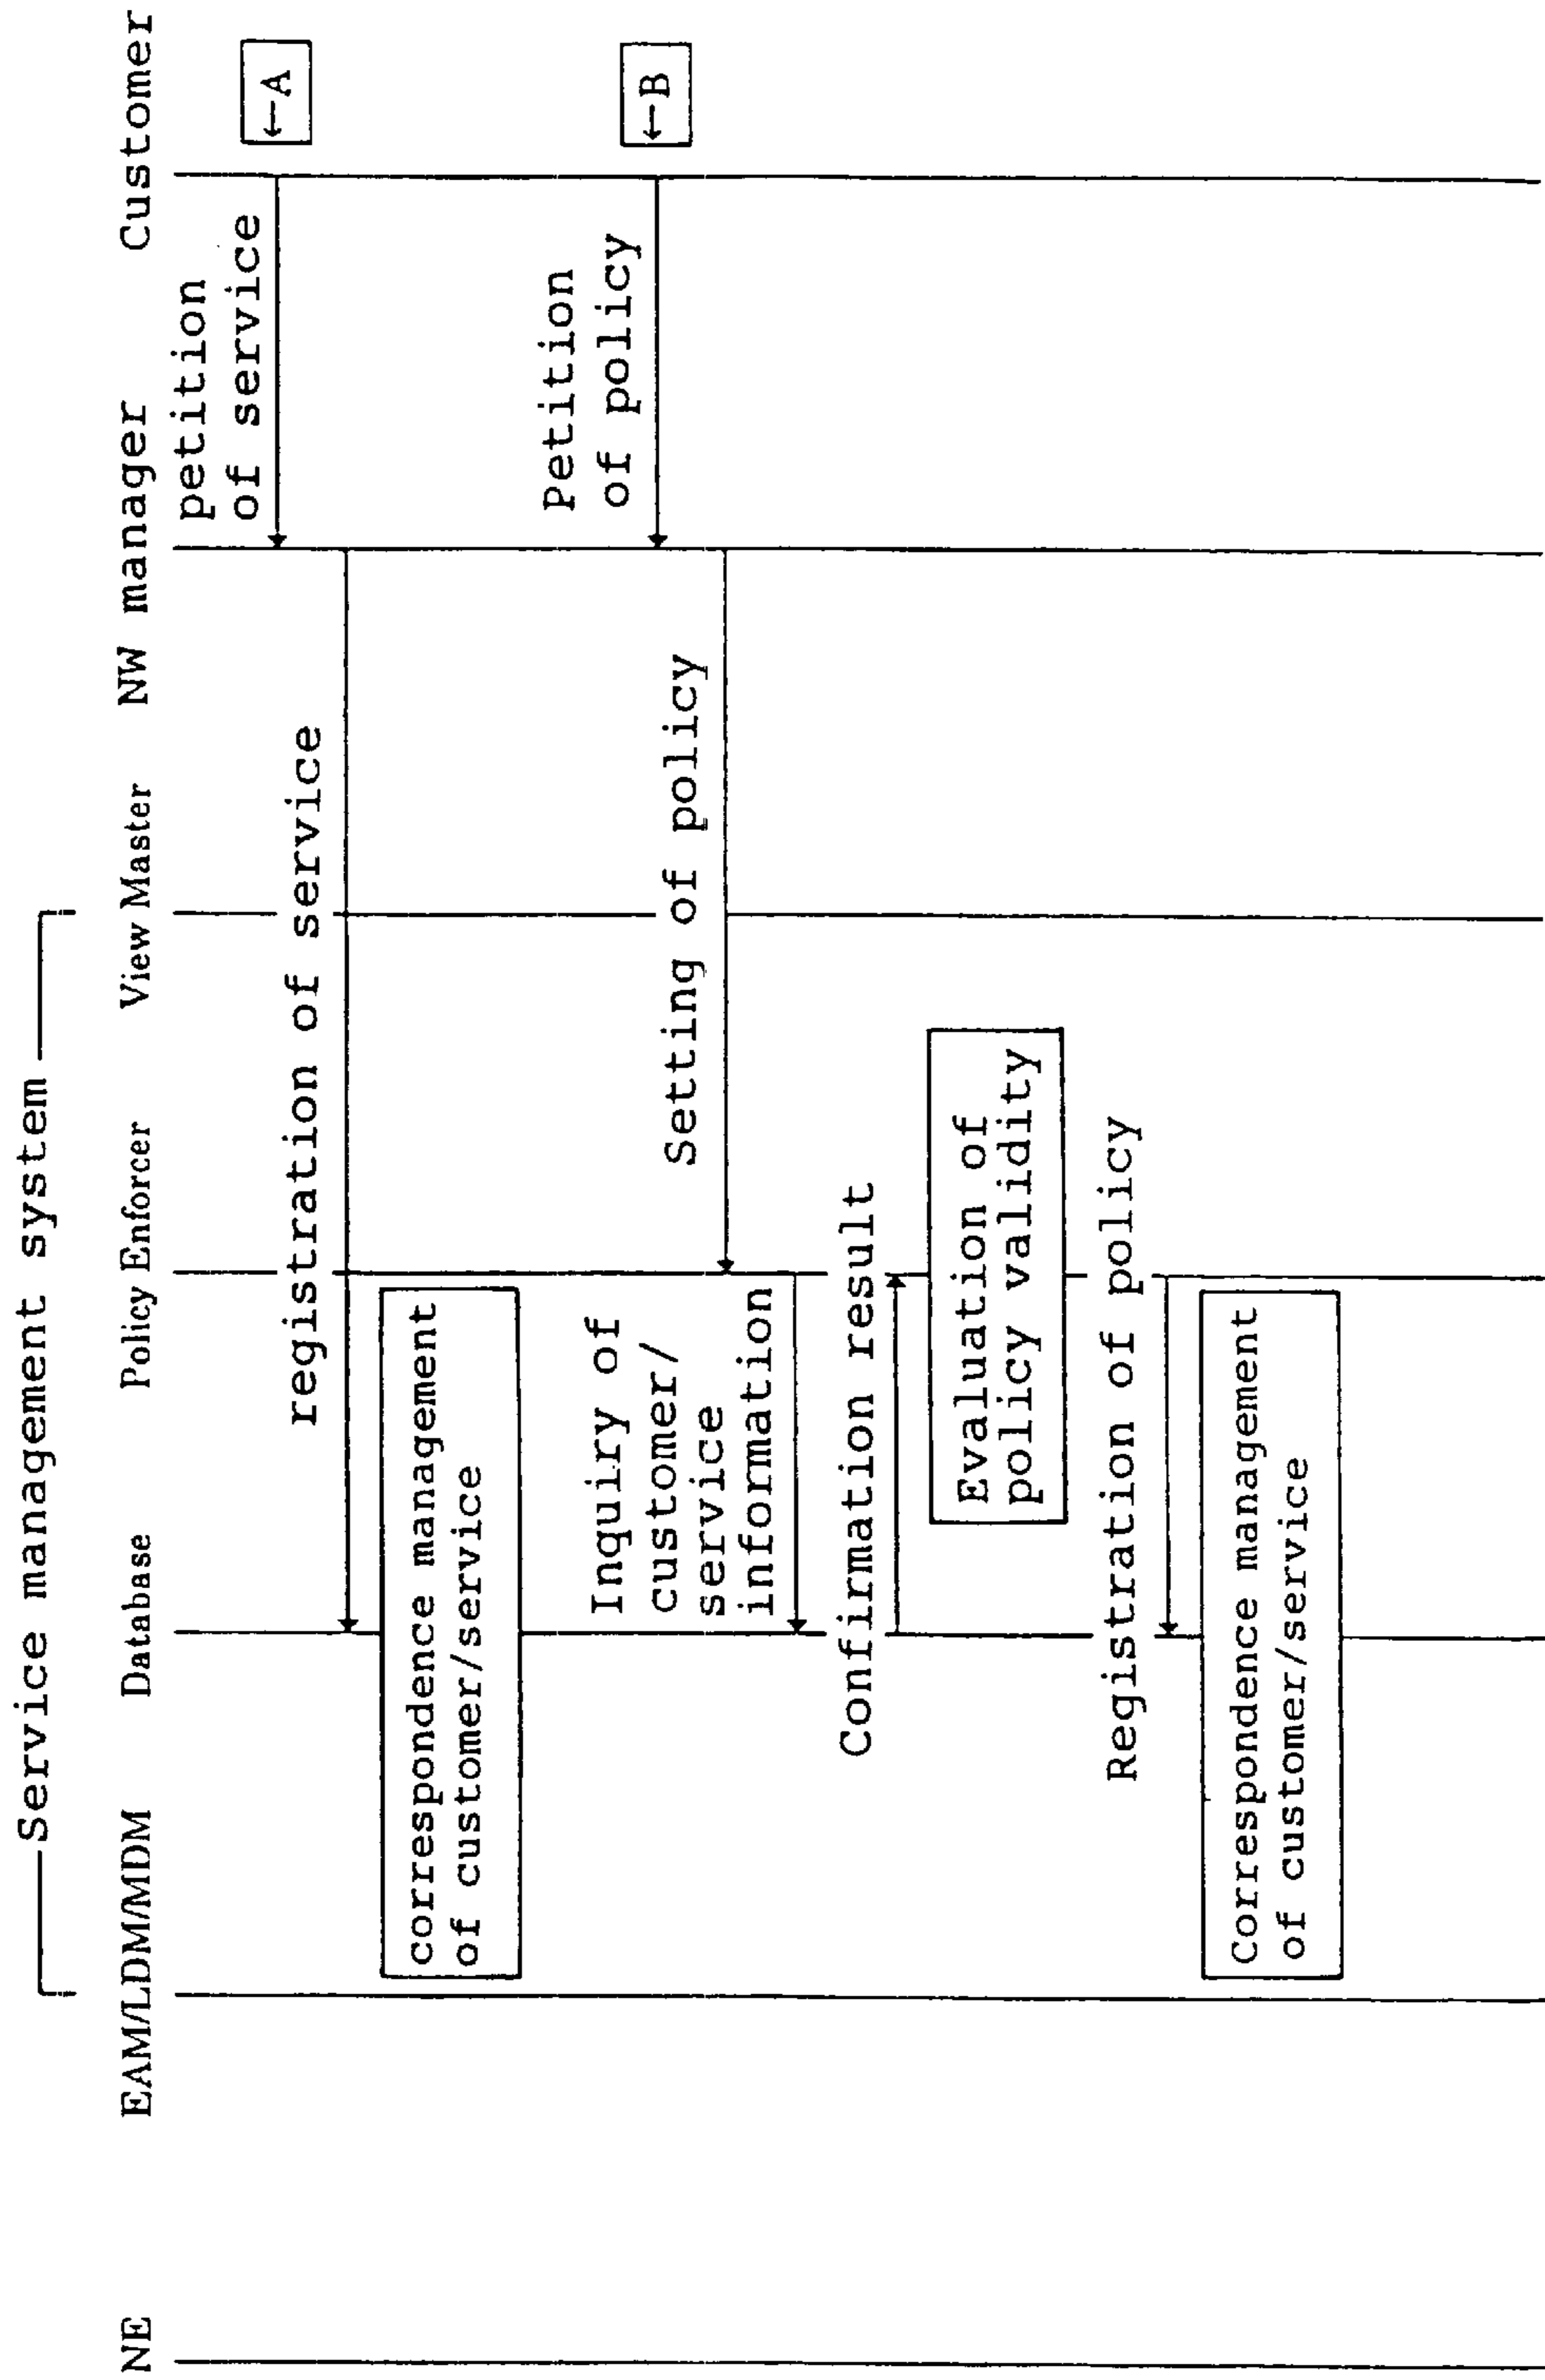 Service management system
NE
EAM/LDM/MDM
Database
Policy Enforcer
View Master
NW manager
Customer
petition
of service
←A
registration of service
correspondence management
of customer/service
Petition
of policy
←B
Setting of policy
Inquiry of
customer/
service
information
Confirmation result
Evaluation of
policy validity
Registration of policy
Correspondence management
of customer/service